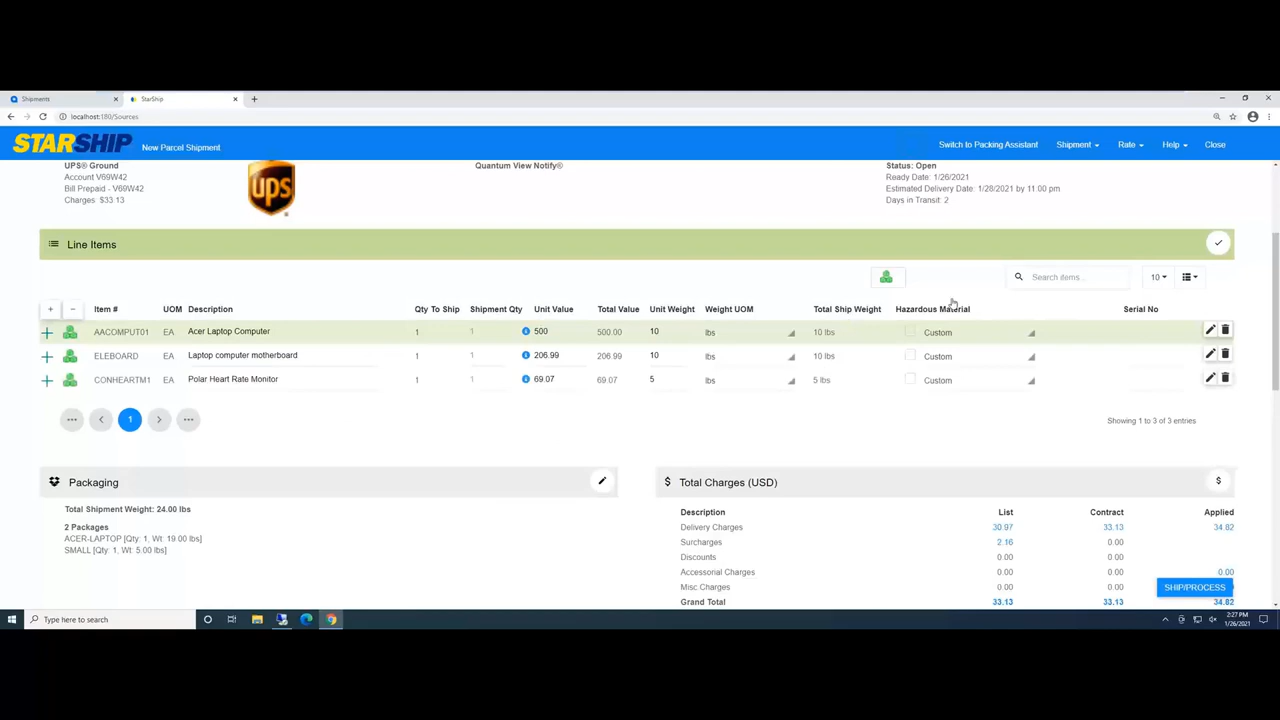 Shipments
StarShip
localhost:180/Sources
STARSHIP New Parcel Shipment Switch to Packing Assistant Shipment Rate Help Close
UPS® Ground
Account V69W42
Bill Prepaid - V69W42
Charges $33.13
ups
Quantum View Notify®
Status: Open
Ready Date: 1/26/2021
Estimated Delivery Date: 1/28/2021 by 11:00 pm
Days in Transit: 2
Line Items
Search items... 10
Item # UOM Description Qty To Ship Shipment Qty Unit Value Total Value Unit Weight Weight UOM Total Ship Weight Hazardous Material Serial No
AACOMPUT01 EA Acer Laptop Computer 1 1 500 500.00 10 lbs 10 lbs Custom
ELEBOARD EA Laptop computer motherboard 1 1 206.99 206.99 10 lbs 10 lbs Custom
CONHEARTM1 EA Polar Heart Rate Monitor 1 1 69.07 69.07 5 lbs 5 lbs Custom
1
Showing 1 to 3 of 3 entries
Packaging
Total Shipment Weight: 24.00 lbs
2 Packages
ACER-LAPTOP [Qty: 1, Wt: 19.00 lbs]
SMALL [Qty: 1, Wt: 5.00 lbs]
$ Total Charges (USD) $
Description List Contract Applied
Delivery Charges 30.97 33.13 34.82
Surcharges 2.16 0.00
Discounts 0.00 0.00
Accessorial Charges 0.00 0.00 0.00
Misc Charges 0.00 0.00
Grand Total 33.13 33.13 34.82
SHIP/PROCESS
Type here to search
2:27 PM
1/26/2021